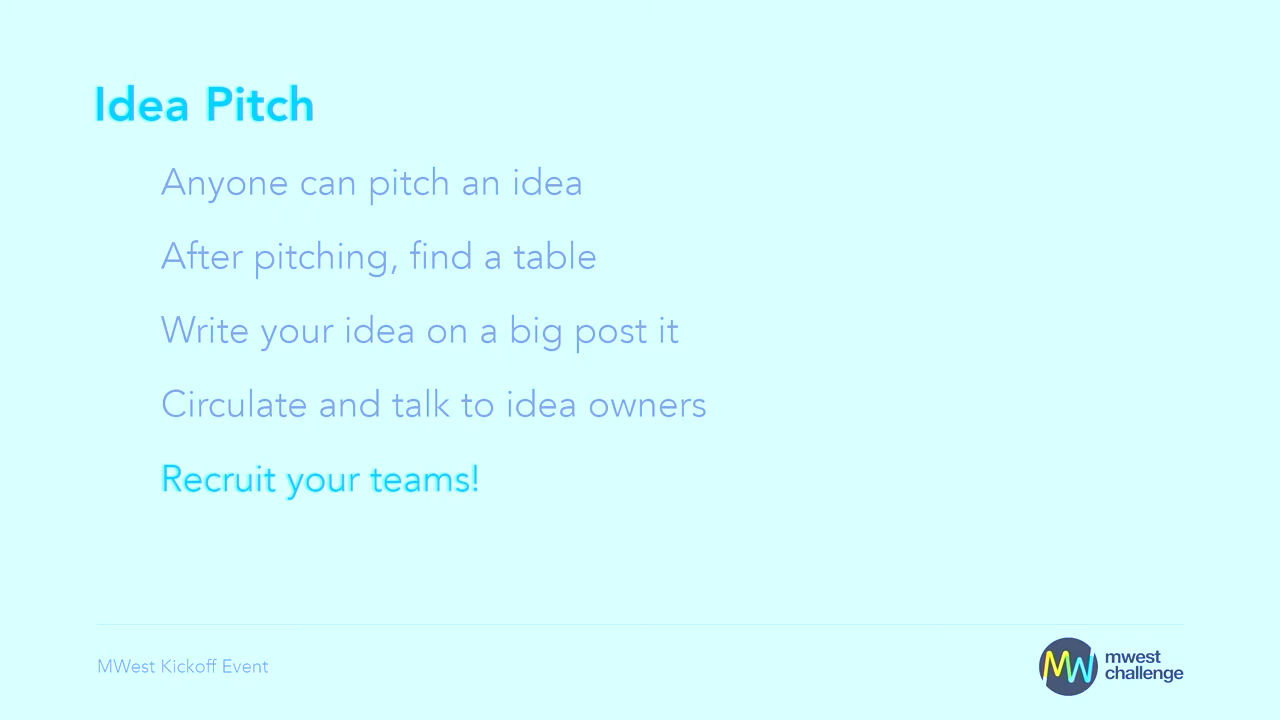 Idea Pitch
Anyone can pitch an idea
After pitching, find a table
Write your idea on a big post it
Circulate and talk to idea owners
Recruit your teams!
MWest Kickoff Event
MW
mwest
challenge